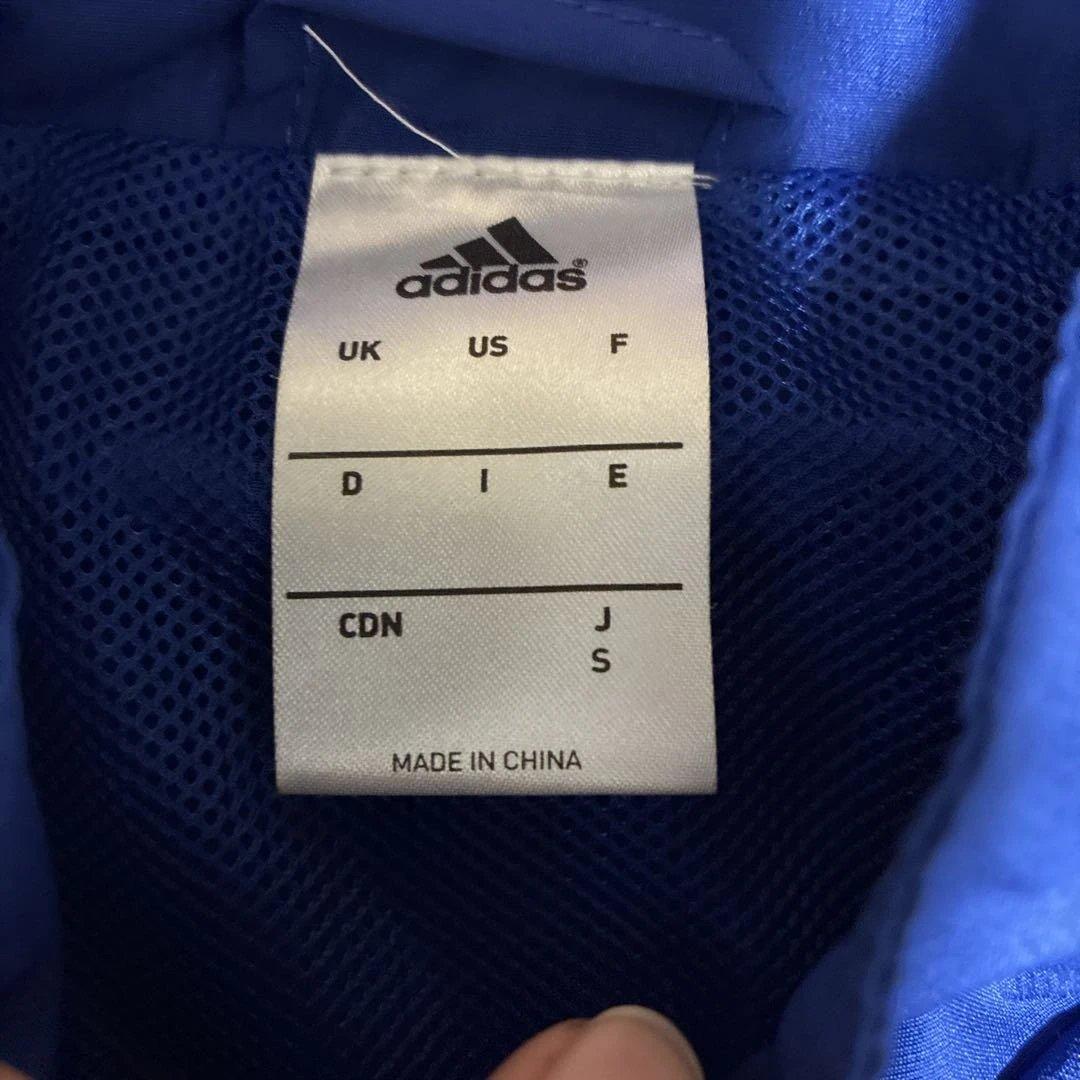 adidas®
UK US F
D I E
CDN J
S
MADE IN CHINA